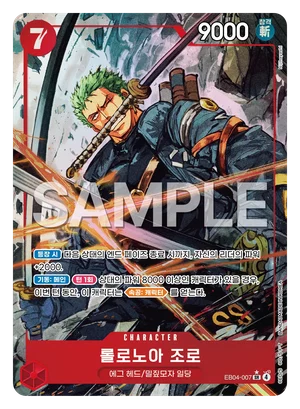 7
9000
참격
斬
SAMPLE
등장 시 다음 상대의 엔드 페이즈 종료 시까지, 자신의 리더의 파워
+2000.
기동: 메인 턴 1회 상대의 파워 8000 이상인 캐릭터가 있을 경우,
이번 턴 동안, 이 캐릭터는 속공: 캐릭터 를 얻는다.
CHARACTER
롤로노아 조로
에그 헤드/밀짚모자 일당
EB04-007 SR